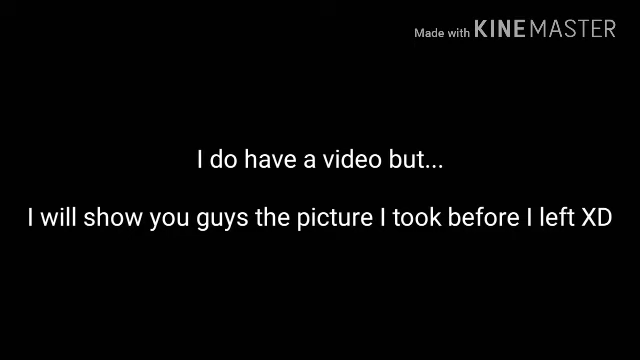 Made with KINEMASTER
I do have a video but...
I will show you guys the picture I took before I left XD